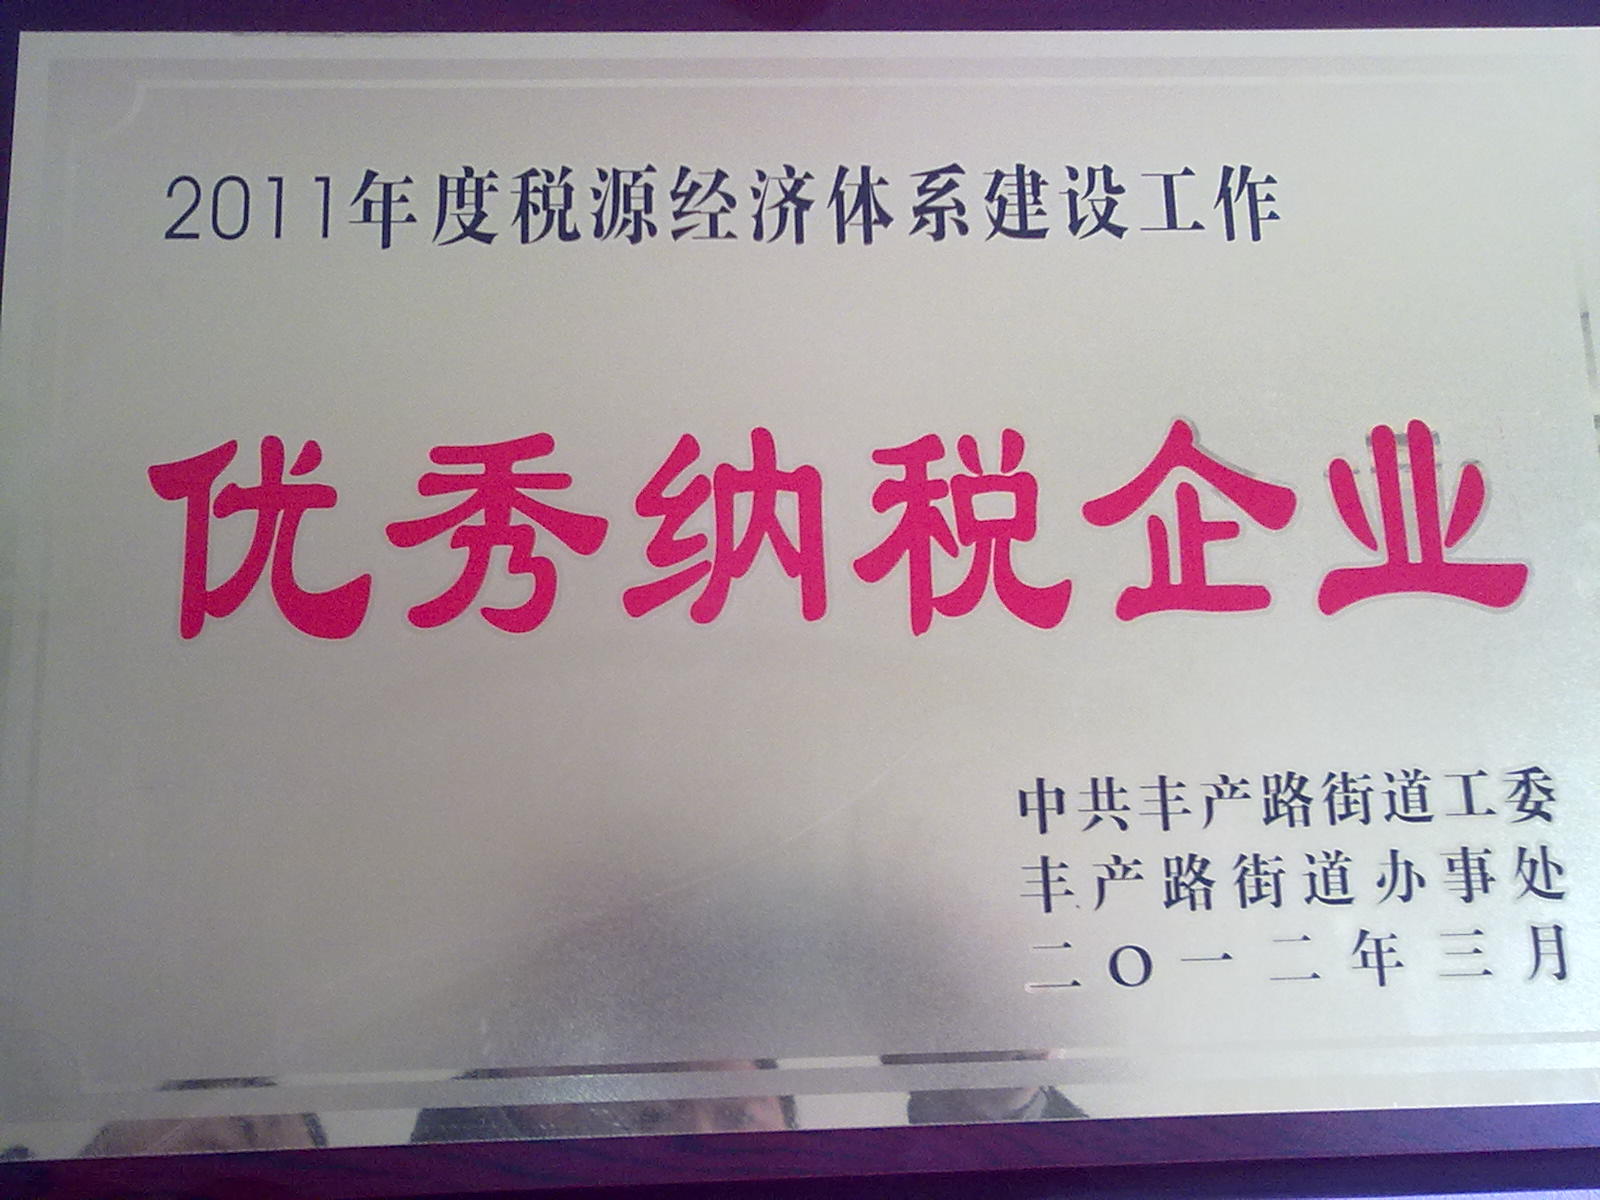 2011年度税源经济体系建设工作
优秀纳税企业
中共丰产路街道工委
丰产路街道办事处
二〇一二年三月